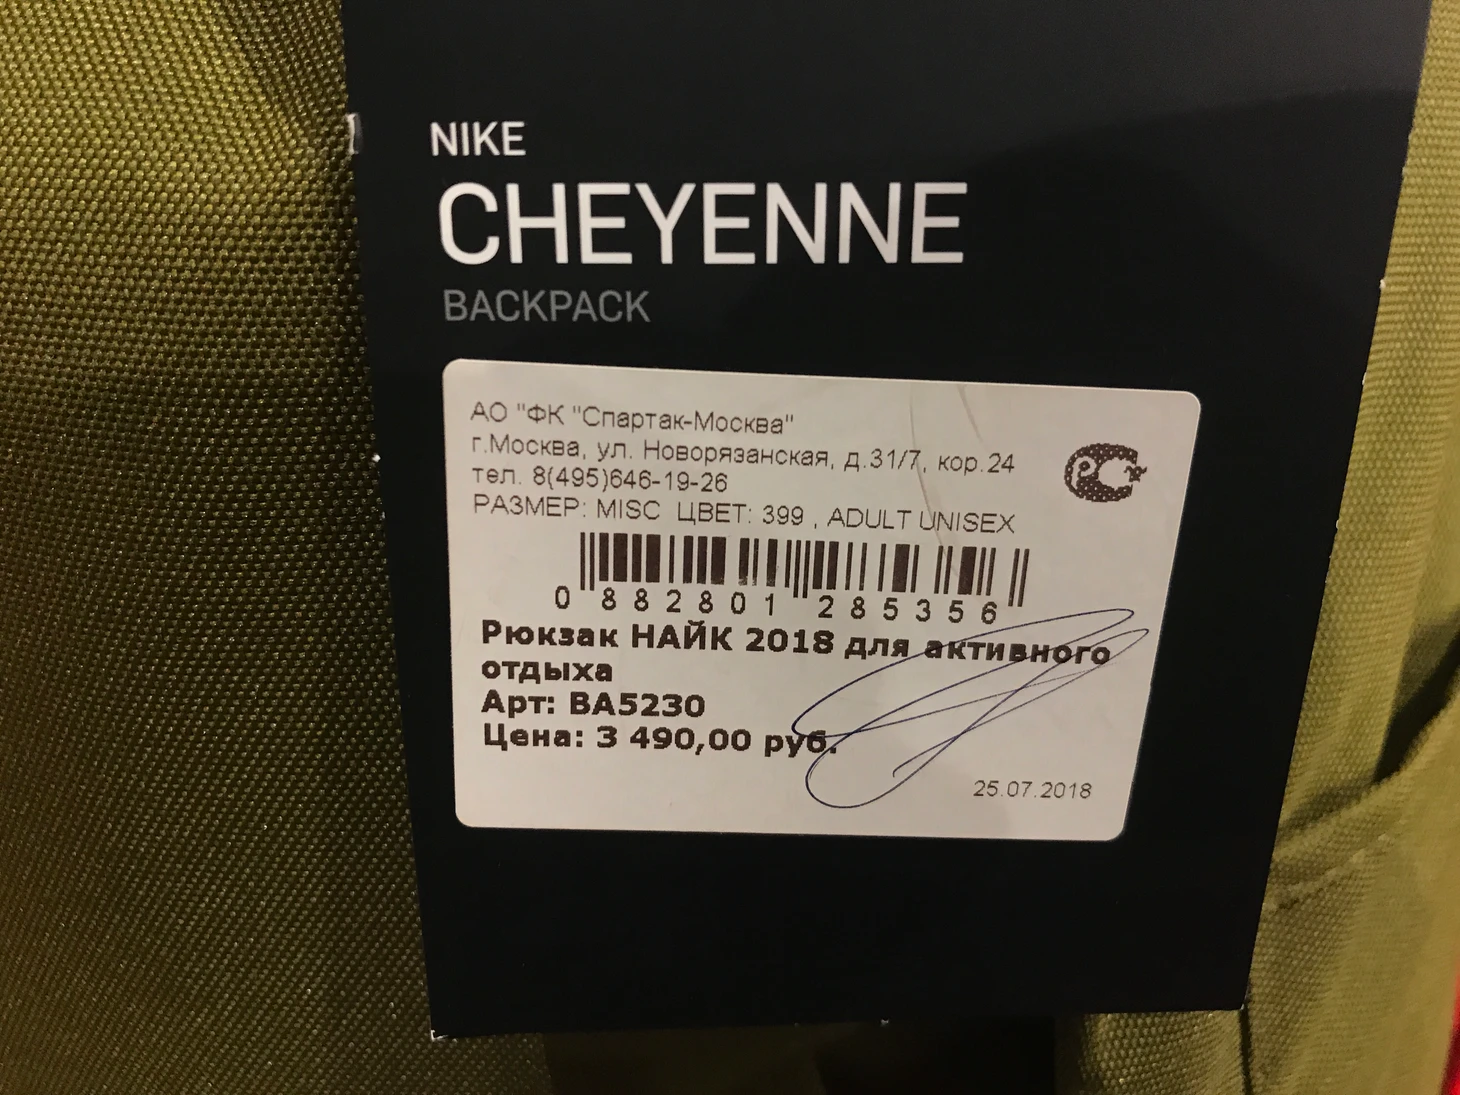 NIKE
CHEYENNE
BACKPACK
АО "ФК "Спартак-Москва"
г.Москва, ул. Новорязанская, д.31/7, кор.24
тел. 8(495)646-19-26
РАЗМЕР: MISC ЦВЕТ: 399 , ADULT UNISEX
0 882801 285356
Рюкзак НАЙК 2018 для активного
отдыха
Арт: BA5230
Цена: 3 490,00 руб.
25.07.2018